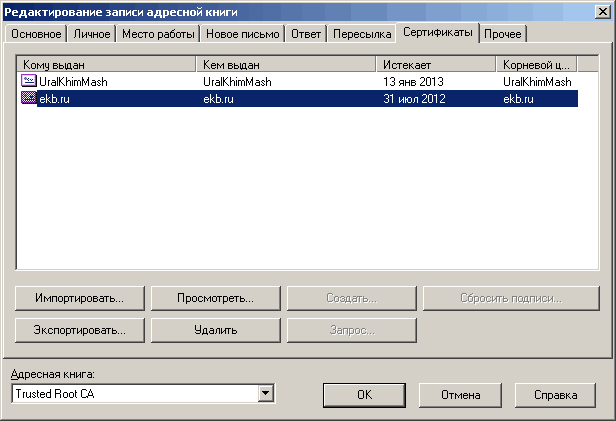 Редактирование записи адресной книги
Основное Личное Место работы Новое письмо Ответ Пересылка Сертификаты Прочее
Кому выдан Кем выдан Истекает Корневой ц...
UralKhimMash UralKhimMash 13 янв 2013 UralKhimMash
ekb.ru ekb.ru 31 июл 2012 ekb.ru
Импортировать... Просмотреть... Создать... Сбросить подписи...
Экспортировать... Удалить Запрос...
Адресная книга:
Trusted Root CA OK Отмена Справка